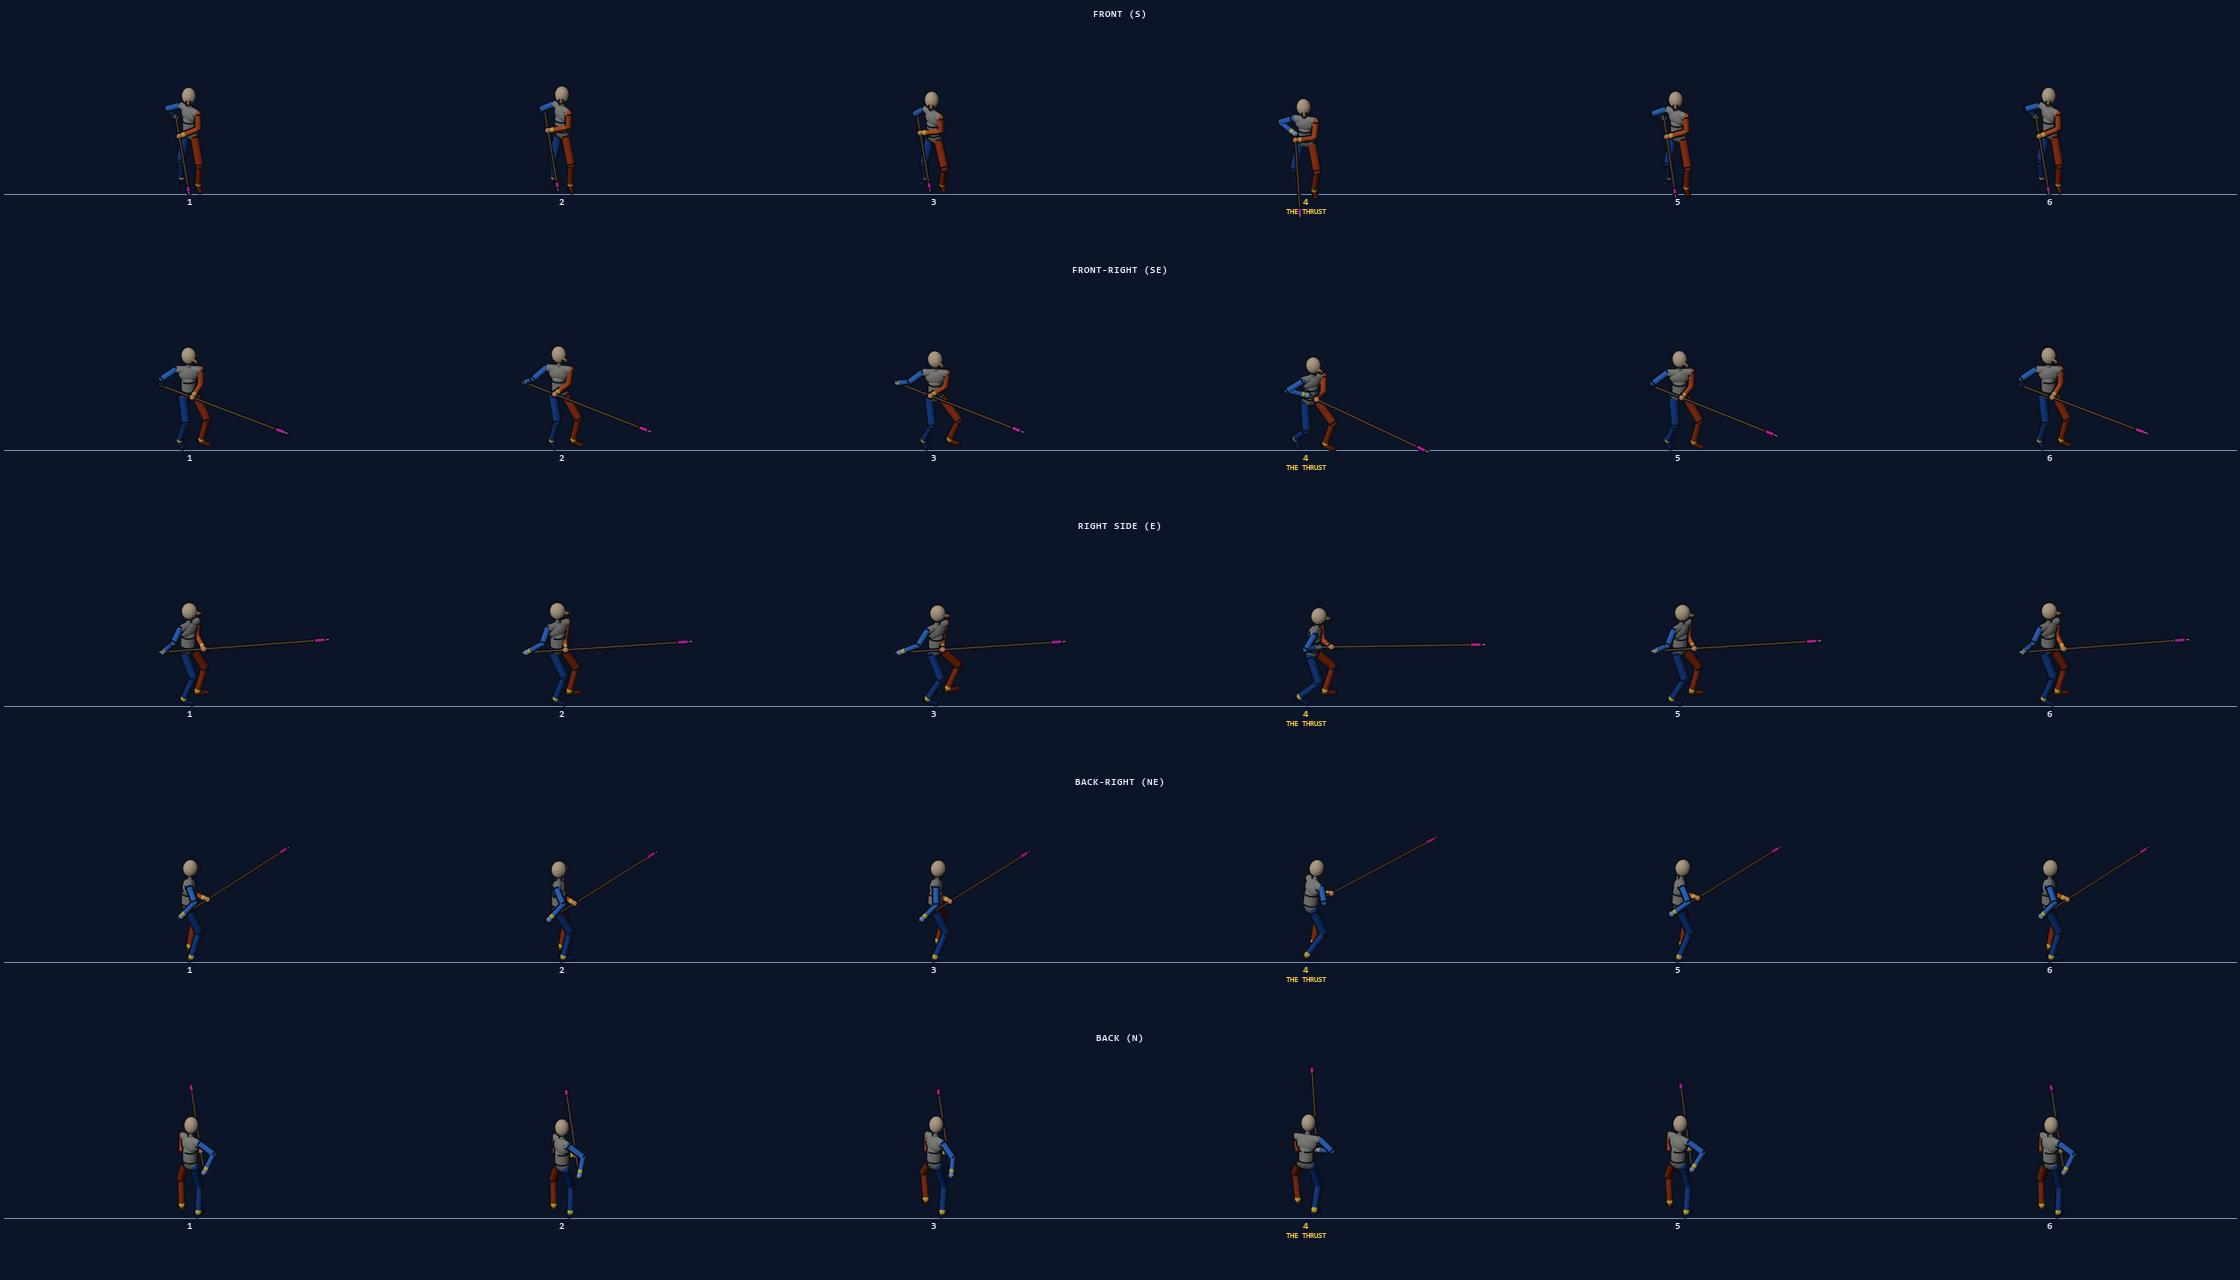 FRONT (S)
1 2 3 4 5 6
THE THRUST
FRONT-RIGHT (SE)
1 2 3 4 5 6
THE THRUST
RIGHT SIDE (E)
1 2 3 4 5 6
THE THRUST
BACK-RIGHT (NE)
1 2 3 4 5 6
THE THRUST
BACK (N)
1 2 3 4 5 6
THE THRUST